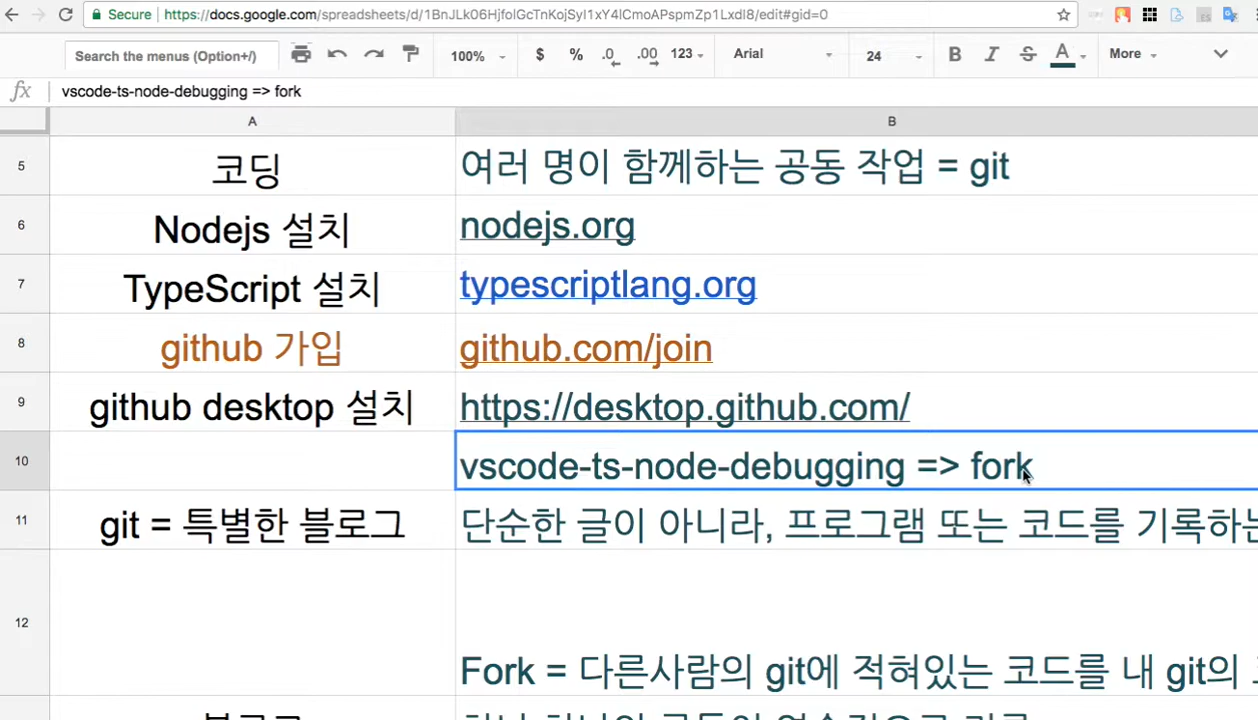 Secure
https://docs.google.com/spreadsheets/d/1BnJLk06HjfolGcTnKojSyI1xY4lCmoAPspmZp1Lxdl8/edit#gid=0
Search the menus (Option+/)
100%
$
%
.0
.00
123
Arial
24
B
I
S
A
More
fx
vscode-ts-node-debugging => fork
A
B
5
코딩
여러 명이 함께하는 공동 작업 = git
6
Nodejs 설치
nodejs.org
7
TypeScript 설치
typescriptlang.org
8
github 가입
github.com/join
9
github desktop 설치
https://desktop.github.com/
10
vscode-ts-node-debugging => fork
11
git = 특별한 블로그
단순한 글이 아니라, 프로그램 또는 코드를 기록하는
12
Fork = 다른사람의 git에 적혀있는 코드를 내 git의